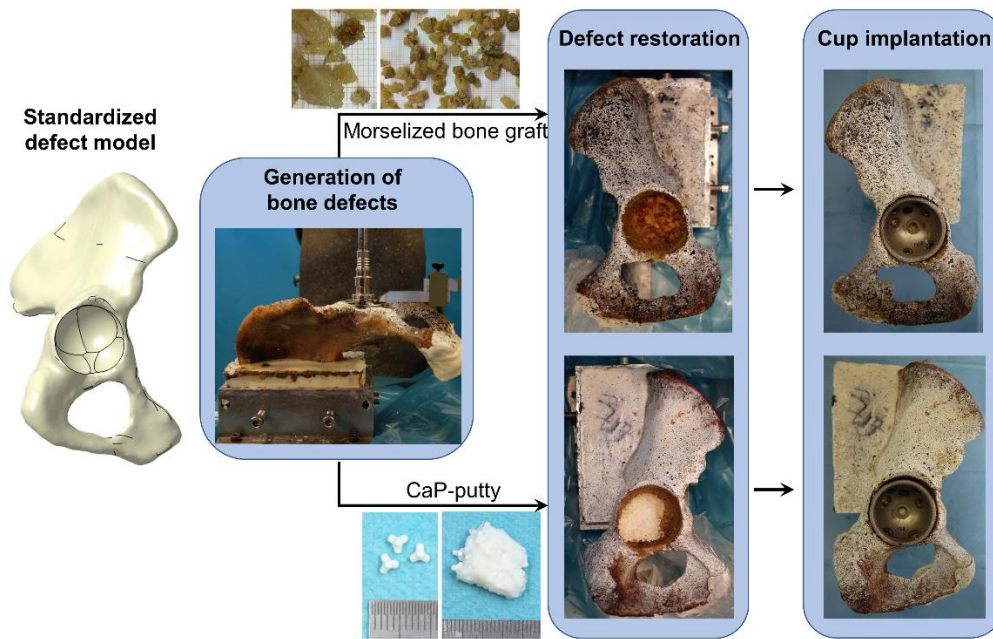 Standardized
defect model
Generation of
bone defects
Morselized bone graft
CaP-putty
Defect restoration
Cup implantation